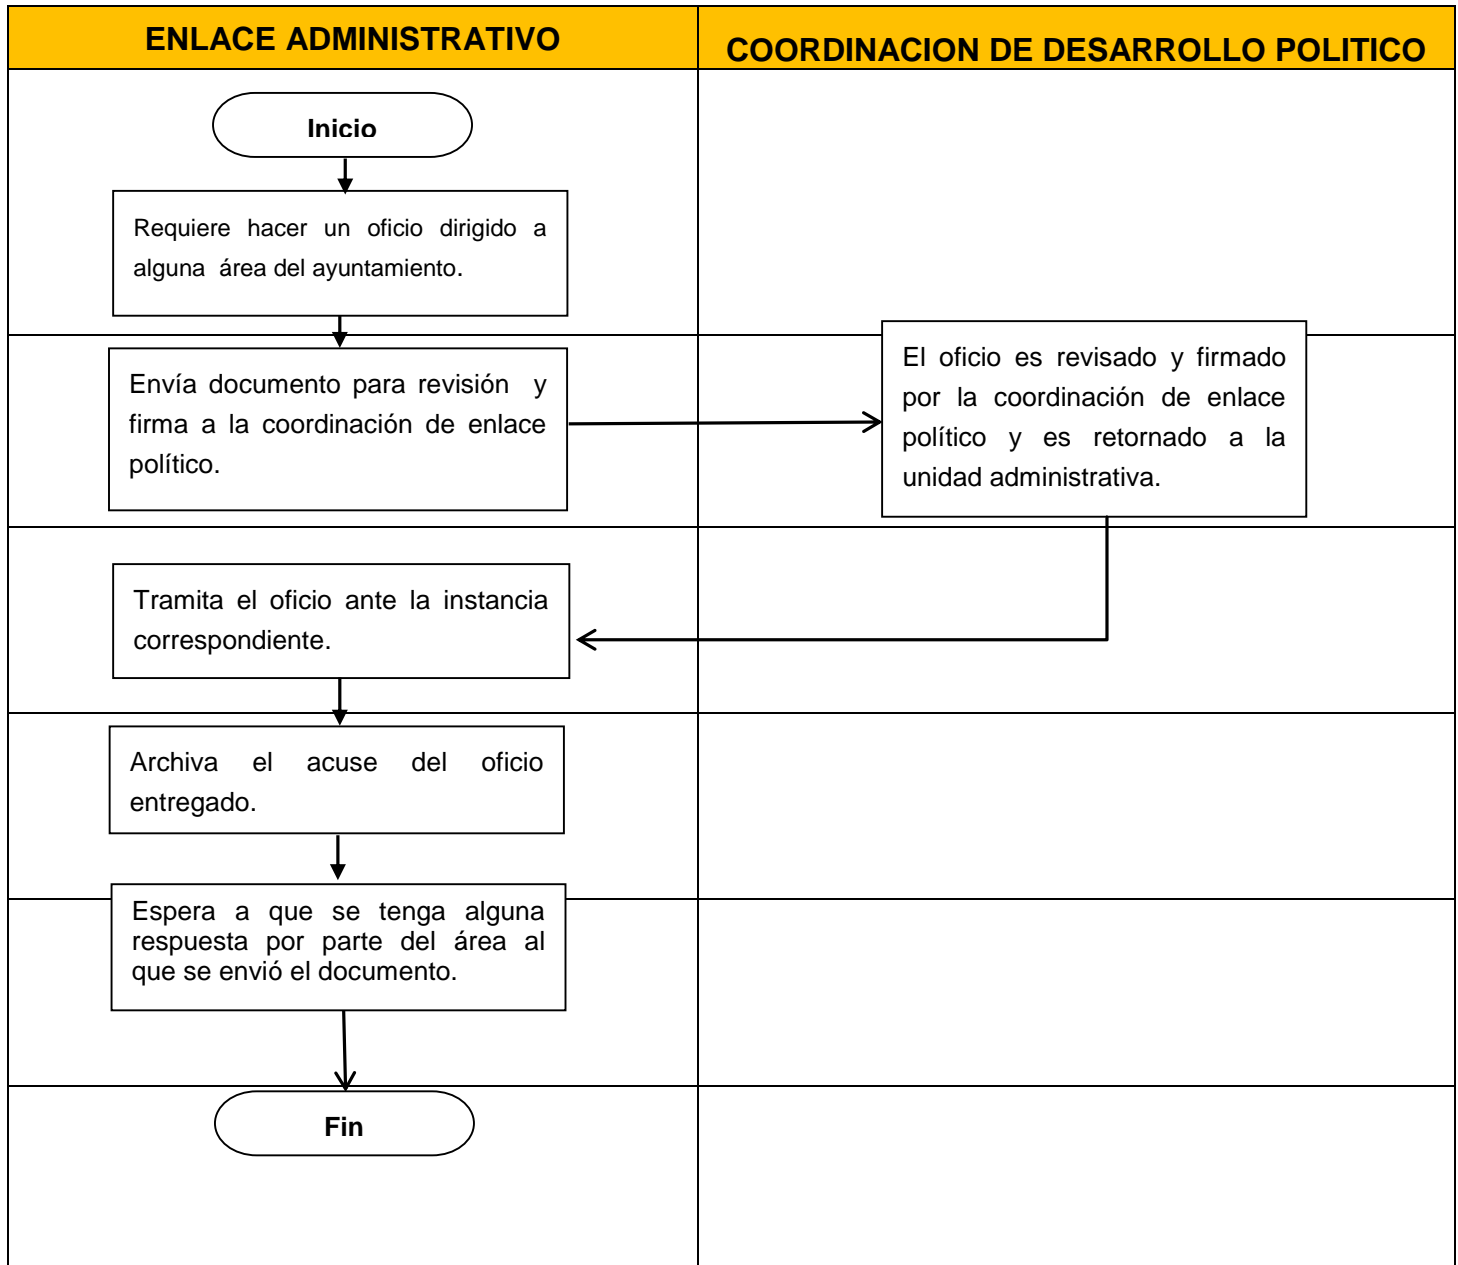 ENLACE ADMINISTRATIVO
COORDINACION DE DESARROLLO POLITICO
Inicio
Requiere hacer un oficio dirigido a
alguna área del ayuntamiento.
Envía documento para revisión y
firma a la coordinación de enlace
político.
El oficio es revisado y firmado
por la coordinación de enlace
político y es retornado a la
unidad administrativa.
Tramita el oficio ante la instancia
correspondiente.
Archiva el acuse del oficio
entregado.
Espera a que se tenga alguna
respuesta por parte del área al
que se envió el documento.
Fin